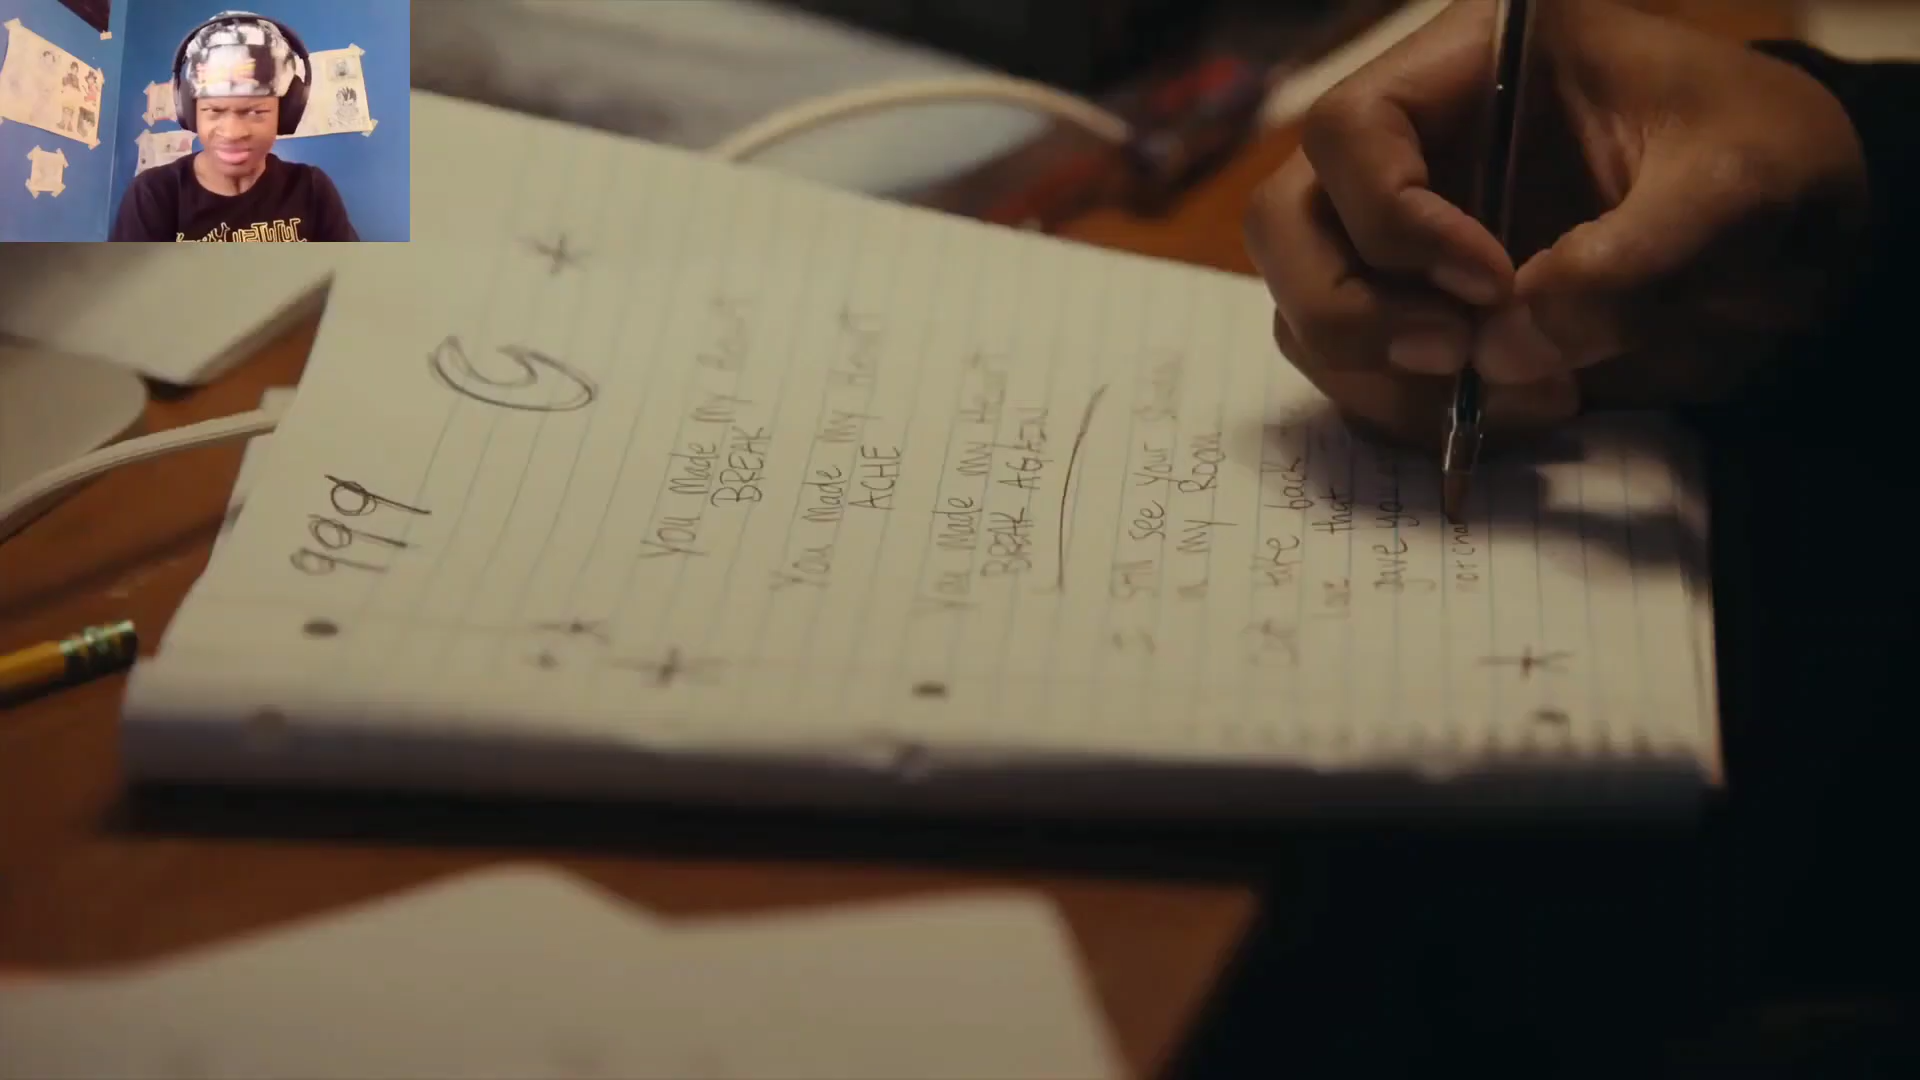 999
You made my heart
BREAK
You made my heart
ACHE
You made my heart
BREAK AGAIN
I still see your
in my Room
take back
that
gave you